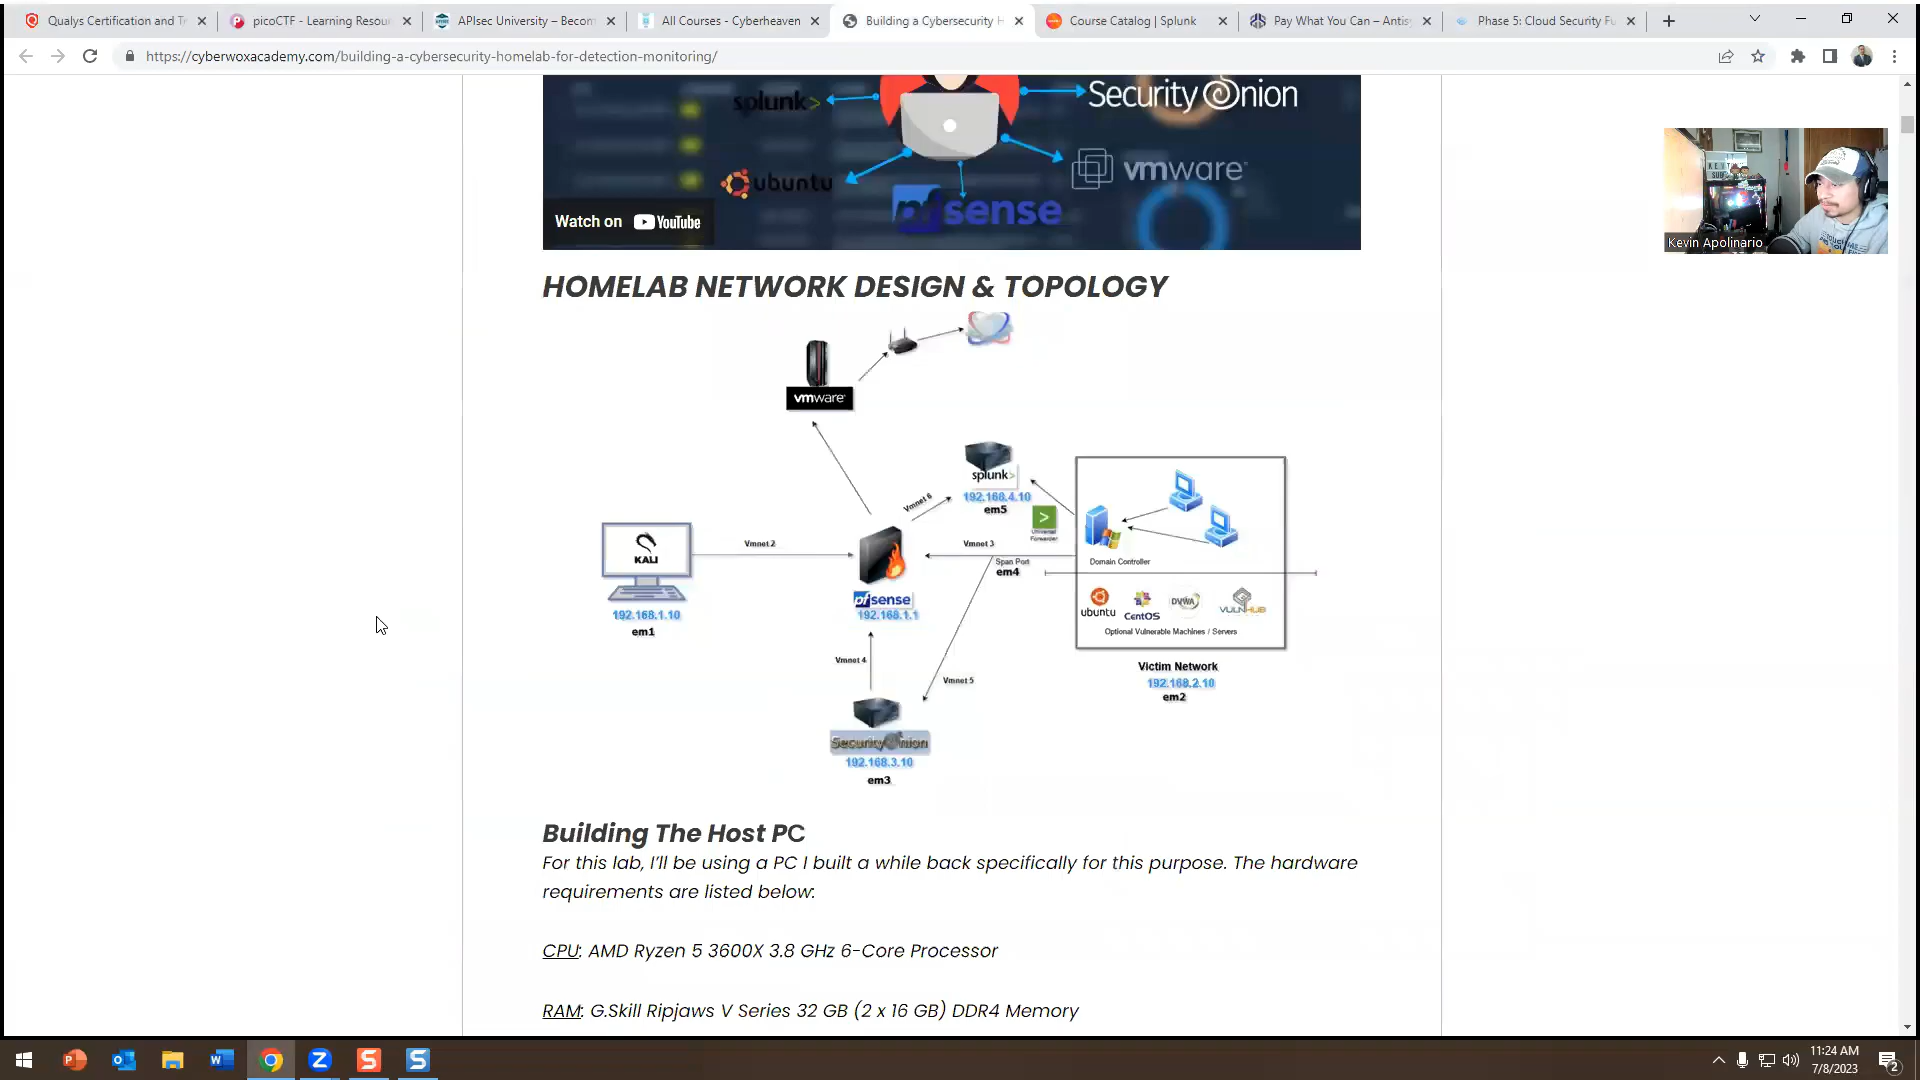 Qualys Certification and Tr
picoCTF - Learning Resou
APIsec University – Becom
All Courses - Cyberheaven
Building a Cybersecurity H
Course Catalog | Splunk
Pay What You Can – Antis
Phase 5: Cloud Security Fu
https://cyberwoxacademy.com/building-a-cybersecurity-homelab-for-detection-monitoring/
splunk>
Security Onion
ubuntu
vmware
pfsense
Watch on YouTube
Kevin Apolinario
HOMELAB NETWORK DESIGN & TOPOLOGY
vmware
splunk>
192.168.4.10
em5
Vmnet 6
>
Universal
Forwarder
KALI
192.168.1.10
em1
Vmnet 2
pfsense
192.168.1.1
Vmnet 3
Span Port
em4
Domain Controller
ubuntu
CentOS
DVWA
VULNHUB
Optional Vulnerable Machines / Servers
Victim Network
192.168.2.10
em2
Vmnet 4
Vmnet 5
Security Onion
192.168.3.10
em3
Building The Host PC
For this lab, I'll be using a PC I built a while back specifically for this purpose. The hardware
requirements are listed below:
CPU: AMD Ryzen 5 3600X 3.8 GHz 6-Core Processor
RAM: G.Skill Ripjaws V Series 32 GB (2 x 16 GB) DDR4 Memory
11:24 AM
7/8/2023
2